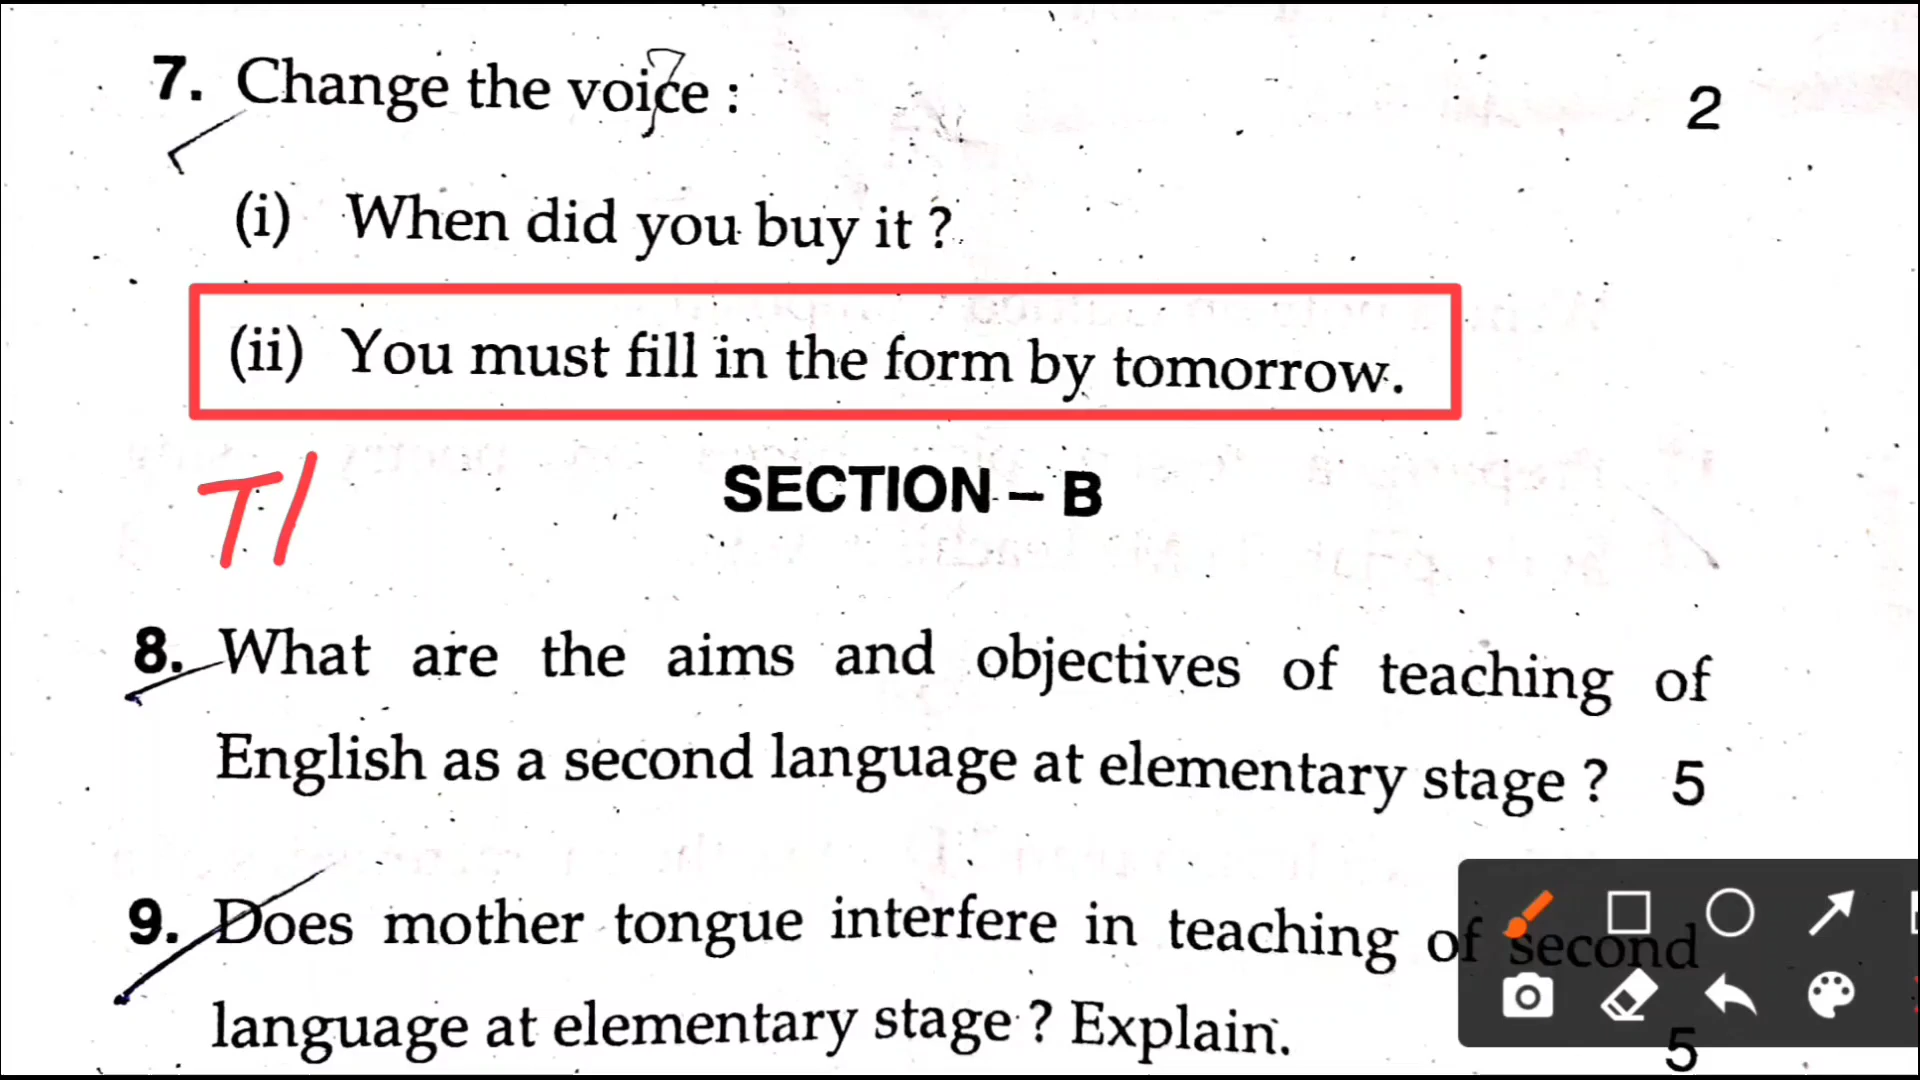 7. Change the voice : 2
(i) When did you buy it ?
(ii) You must fill in the form by tomorrow.
SECTION – B
8. What are the aims and objectives of teaching of
English as a second language at elementary stage ? 5
9. Does mother tongue interfere in teaching of second
language at elementary stage ? Explain. 5